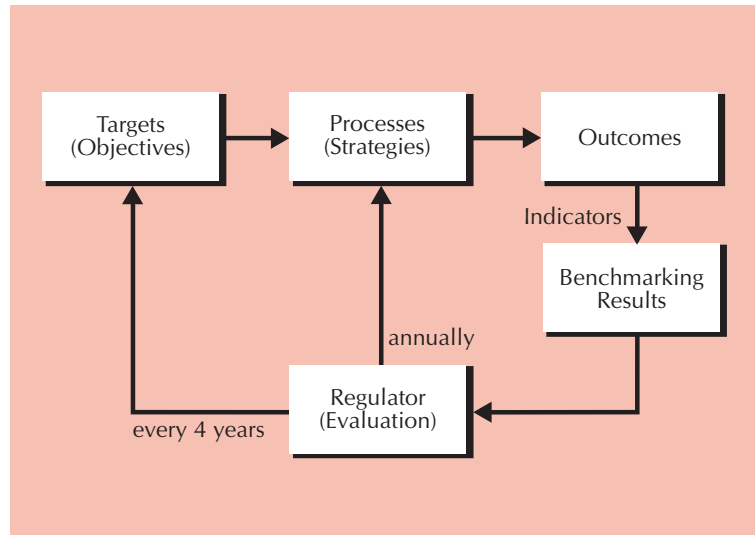 Targets
(Objectives)
Processes
(Strategies)
Outcomes
Indicators
Benchmarking
Results
annually
Regulator
(Evaluation)
every 4 years